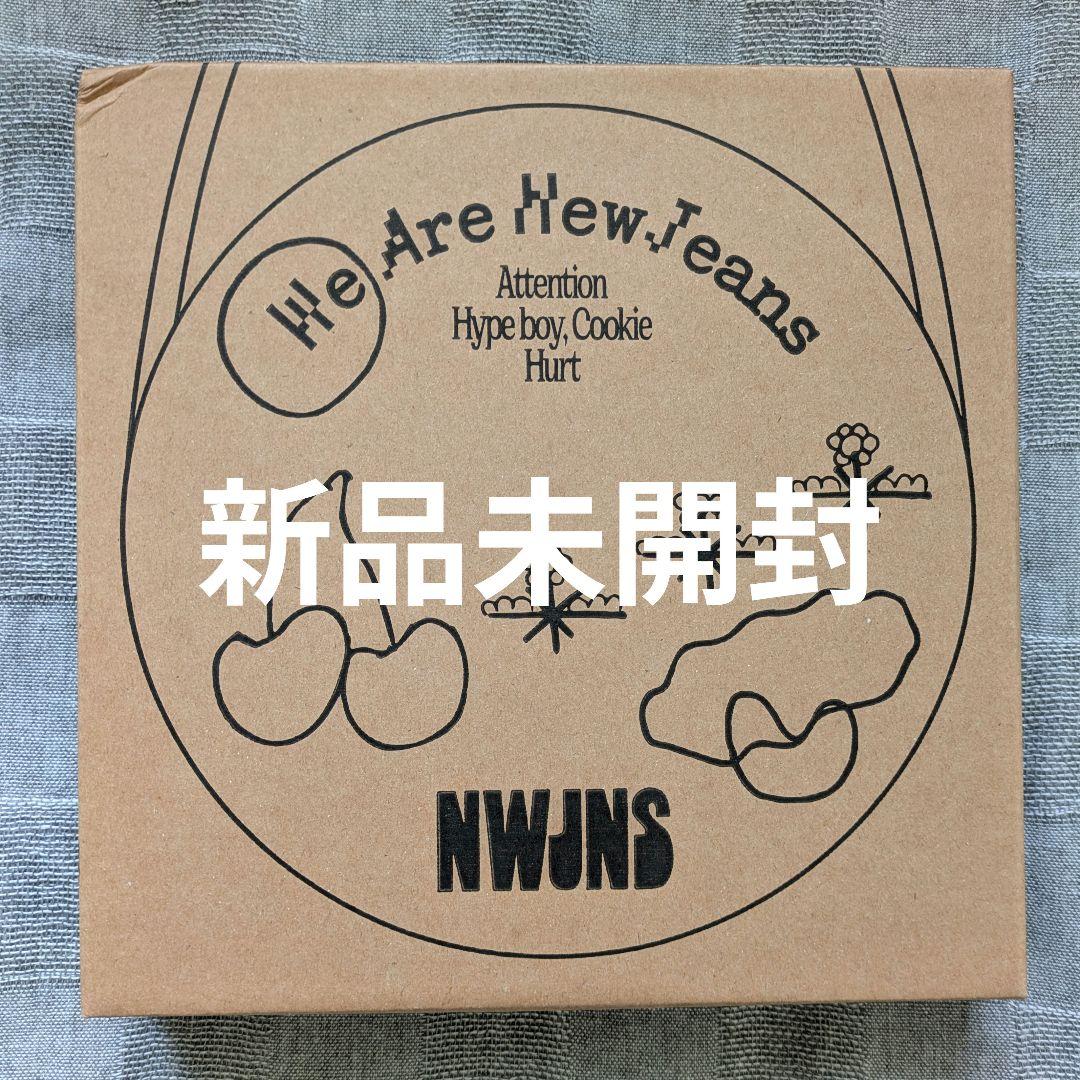 We Are NewJeans
Attention
Hype boy, Cookie
Hurt
新品未開封
NWJNS